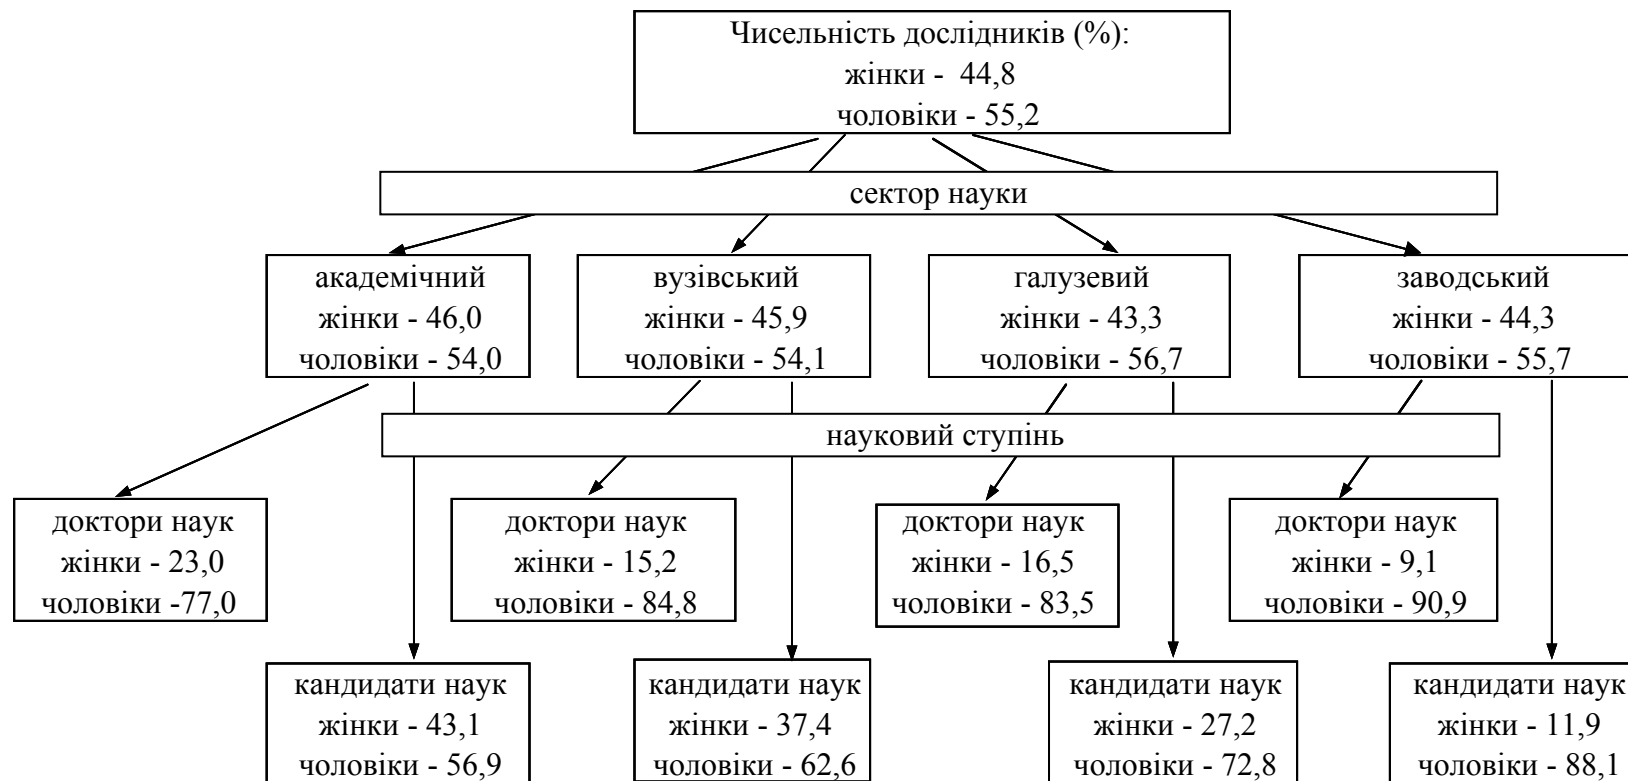 Чисельність дослідників (%):
жінки -  44,8
чоловіки - 55,2
сектор науки
академічний
жінки - 46,0
чоловіки - 54,0
вузівський
жінки - 45,9
чоловіки - 54,1
галузевий
жінки - 43,3
чоловіки - 56,7
заводський
жінки - 44,3
чоловіки - 55,7
науковий ступінь
доктори наук
жінки - 23,0
чоловіки -77,0
доктори наук
жінки - 15,2
чоловіки - 84,8
доктори наук
жінки - 16,5
чоловіки - 83,5
доктори наук
жінки - 9,1
чоловіки - 90,9
кандидати наук
жінки - 43,1
чоловіки - 56,9
кандидати наук
жінки - 37,4
чоловіки - 62,6
кандидати наук
жінки - 27,2
чоловіки - 72,8
кандидати наук
жінки - 11,9
чоловіки - 88,1